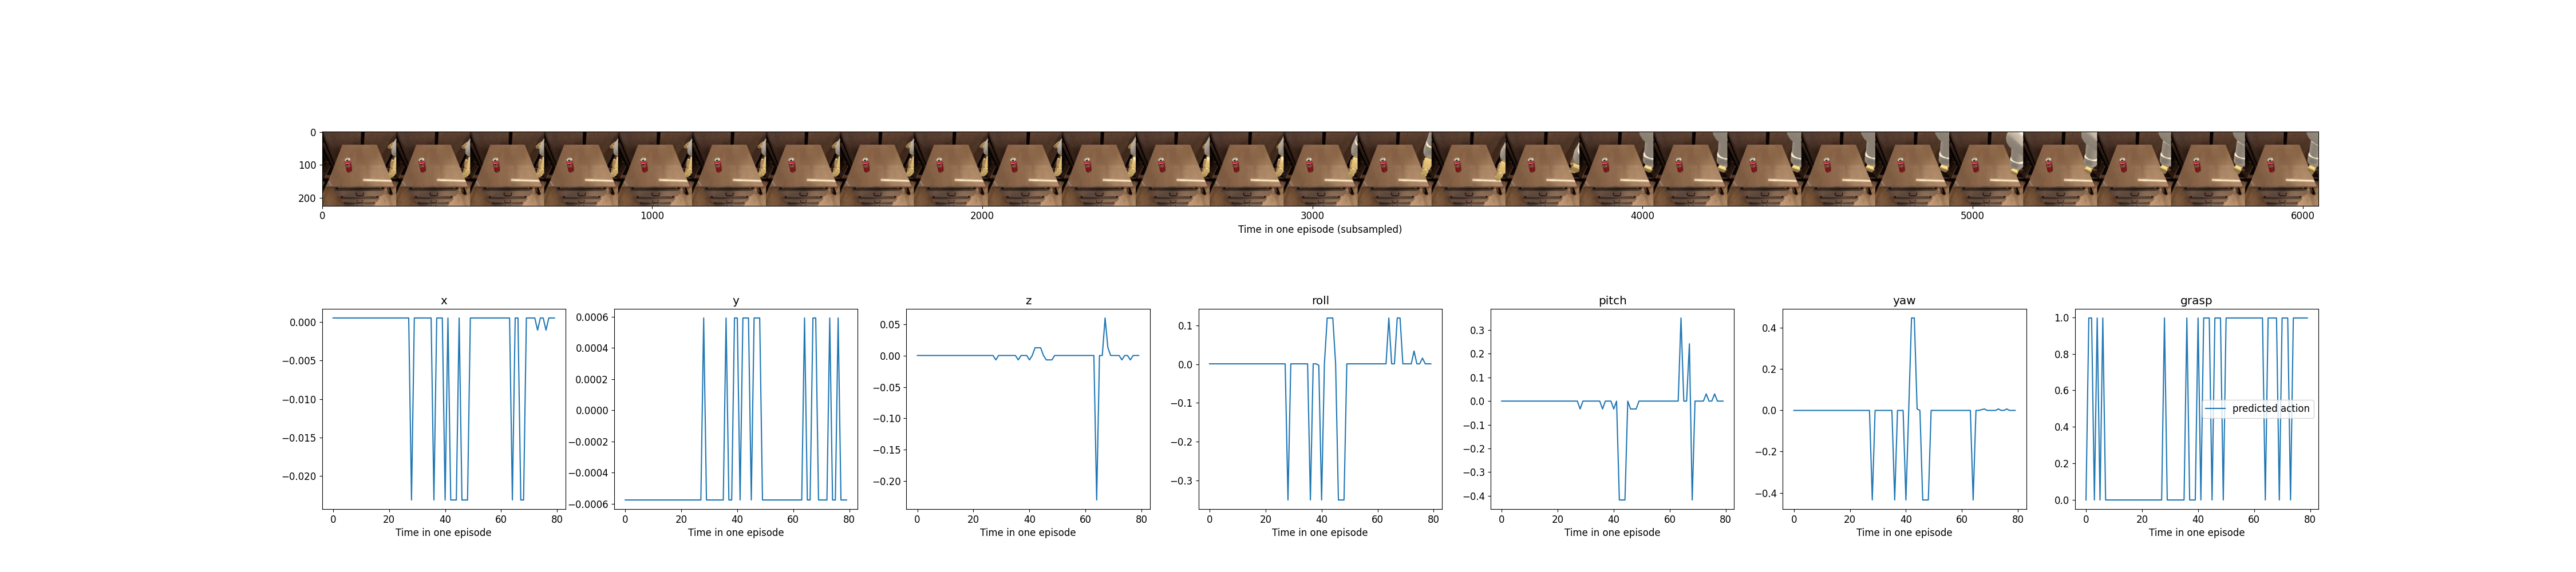 0
100
200
0 1000 2000 3000 4000 5000 6000
Time in one episode (subsampled)
x
0.000
−0.005
−0.010
−0.015
−0.020
0 20 40 60 80
Time in one episode
y
0.0006
0.0004
0.0002
0.0000
−0.0002
−0.0004
−0.0006
0 20 40 60 80
Time in one episode
z
0.05
0.00
−0.05
−0.10
−0.15
−0.20
0 20 40 60 80
Time in one episode
roll
0.1
0.0
−0.1
−0.2
−0.3
0 20 40 60 80
Time in one episode
pitch
0.3
0.2
0.1
0.0
−0.1
−0.2
−0.3
−0.4
0 20 40 60 80
Time in one episode
yaw
0.4
0.2
0.0
−0.2
−0.4
0 20 40 60 80
Time in one episode
grasp
1.0
0.8
0.6
0.4
0.2
0.0
predicted action
0 20 40 60 80
Time in one episode